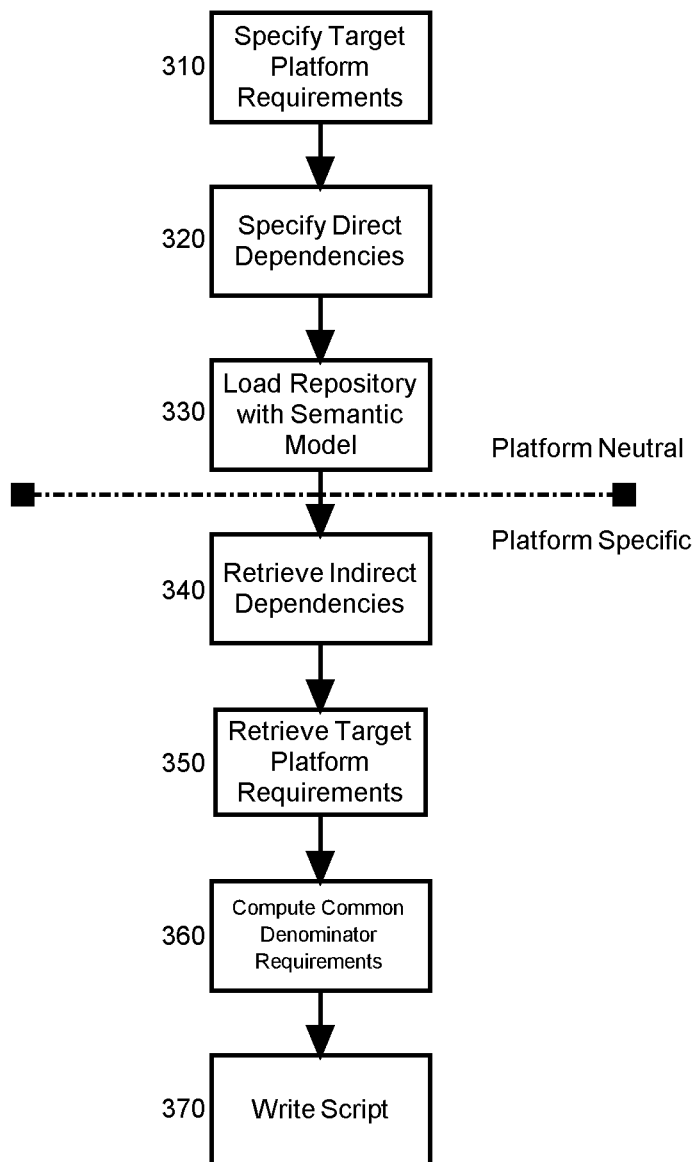 310
Specify Target
Platform
Requirements
320
Specify Direct
Dependencies
330
Load Repository
with Semantic
Model
Platform Neutral
Platform Specific
340
Retrieve Indirect
Dependencies
350
Retrieve Target
Platform
Requirements
360
Compute Common
Denominator
Requirements
370
Write Script